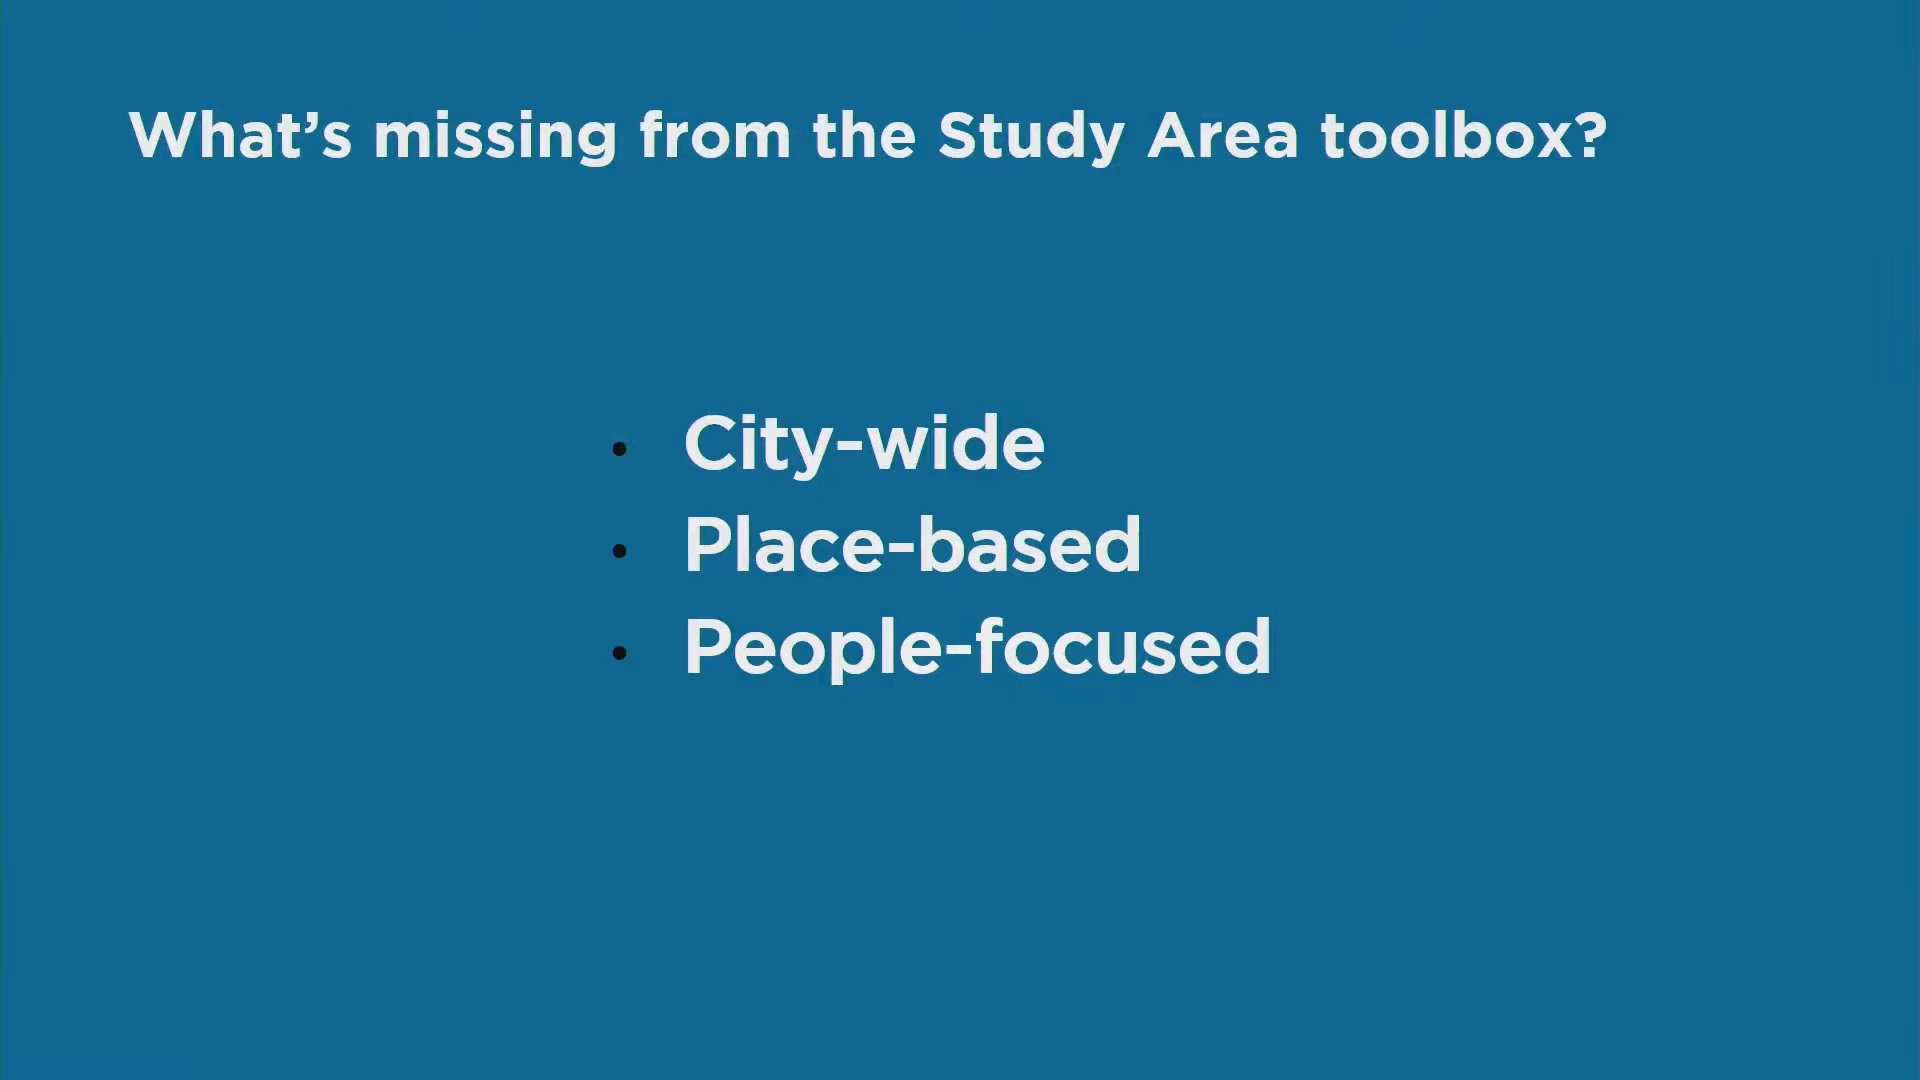 What’s missing from the Study Area toolbox?
• City-wide
• Place-based
• People-focused